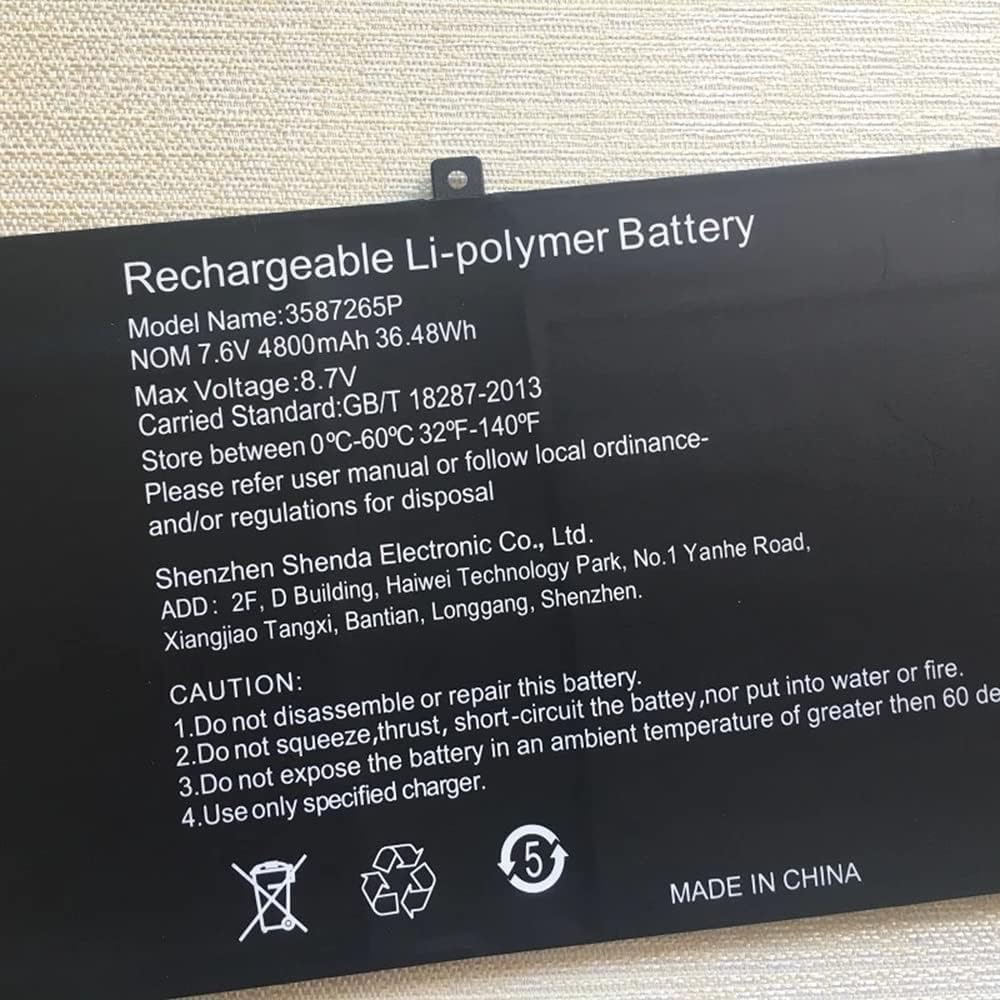 Rechargeable Li-polymer Battery
Model Name:3587265P
NOM 7.6V 4800mAh 36.48Wh
Max Voltage:8.7V
Carried Standard:GB/T 18287-2013
Store between 0ºC-60ºC 32ºF-140ºF
Please refer user manual or follow local ordinance-
and/or regulations for disposal
Shenzhen Shenda Electronic Co., Ltd.
ADD: 2F, D Building, Haiwei Technology Park, No.1 Yanhe Road,
Xiangjiao Tangxi, Bantian, Longgang, Shenzhen.
CAUTION:
1.Do not disassemble or repair this battery.
2.Do not squeeze,thrust, short-circuit the battey,nor put into water or fire.
3.Do not expose the battery in an ambient temperature of greater then 60 de
4.Use only specified charger.
5
MADE IN CHINA